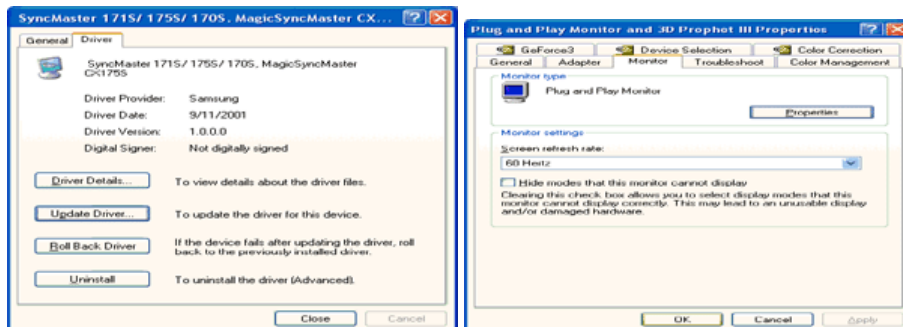 SyncMaster 171S/ 175S/ 170S, MagicSyncMaster CX...
General Driver
SyncMaster 171S/ 175S/ 170S, MagicSyncMaster
CX175S
Driver Provider: Samsung
Driver Date: 9/11/2001
Driver Version: 1.0.0.0
Digital Signer: Not digitally signed
Driver Details... To view details about the driver files.
Update Driver... To update the driver for this device.
Roll Back Driver If the device fails after updating the driver, roll
back to the previously installed driver.
Uninstall To uninstall the driver (Advanced).
Close Cancel
Plug and Play Monitor and 3D Prophet III Properties
GeForce3 Device Selection Color Correction
General Adapter Monitor Troubleshoot Color Management
Monitor type
Plug and Play Monitor
Properties
Monitor settings
Screen refresh rate:
60 Hertz
Hide modes that this monitor cannot display
Clearing this check box allows you to select display modes that this
monitor cannot display correctly. This may lead to an unusable display
and/or damaged hardware.
OK Cancel Apply